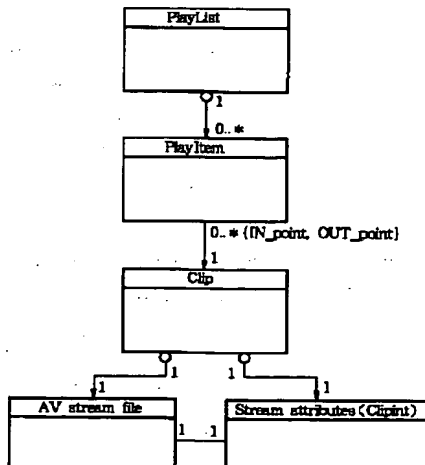 PlayList
1
0..*
PlayItem
0..* {IN_point, OUT_point}
1
Clip
1 1
1 1
AV stream file Stream attributes (Clipint)
1 1